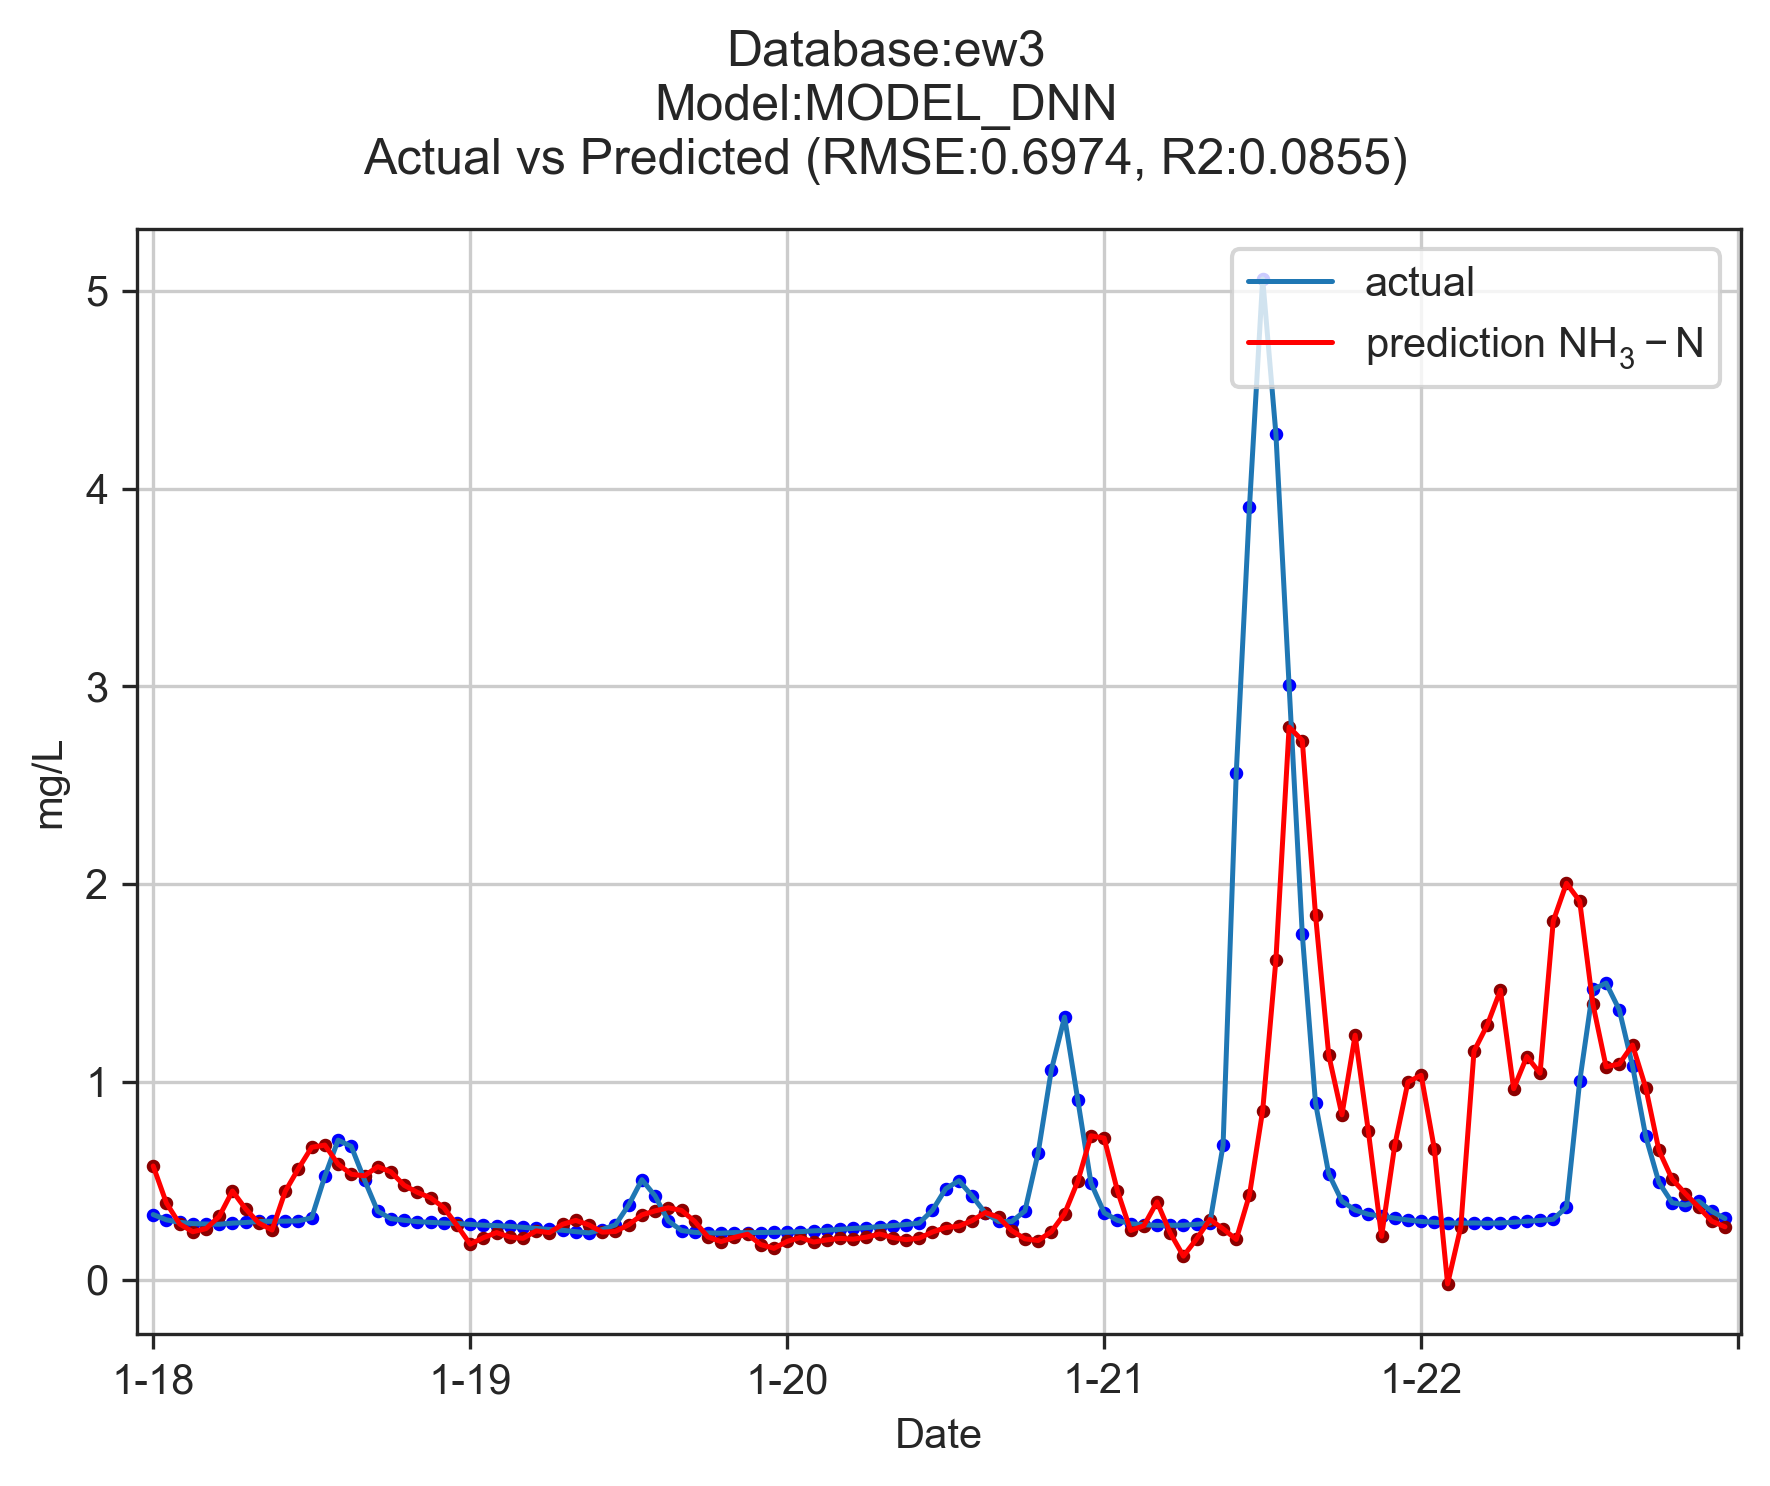 Database:ew3
Model:MODEL_DNN
Actual vs Predicted (RMSE:0.6974, R2:0.0855)
actual
prediction NH₃ − N
5
4
3
2
1
0
mg/L
1-18 1-19 1-20 1-21 1-22
Date